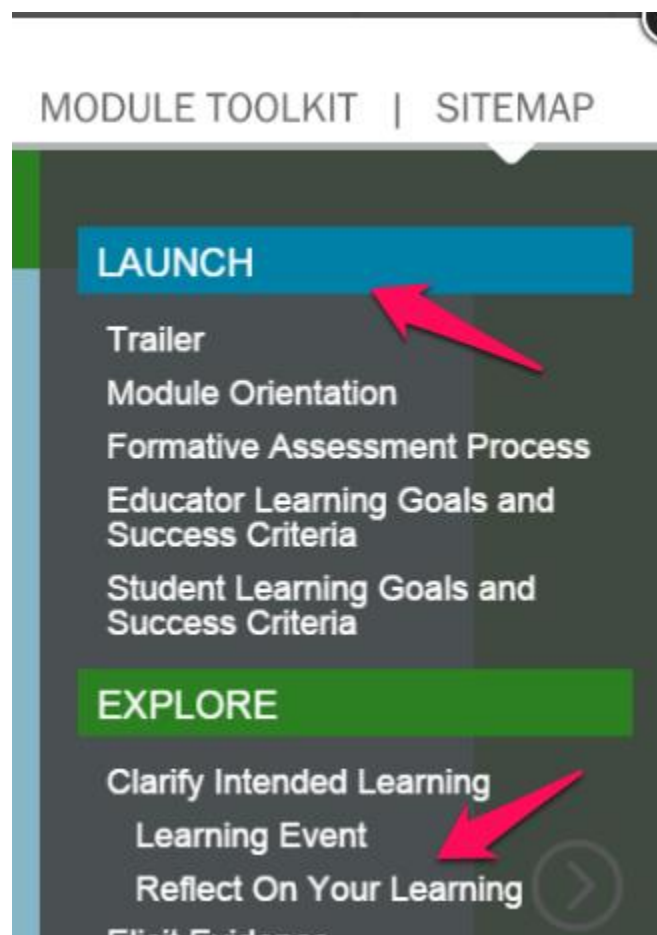 MODULE TOOLKIT | SITEMAP
LAUNCH
Trailer
Module Orientation
Formative Assessment Process
Educator Learning Goals and
Success Criteria
Student Learning Goals and
Success Criteria
EXPLORE
Clarify Intended Learning
Learning Event
Reflect On Your Learning